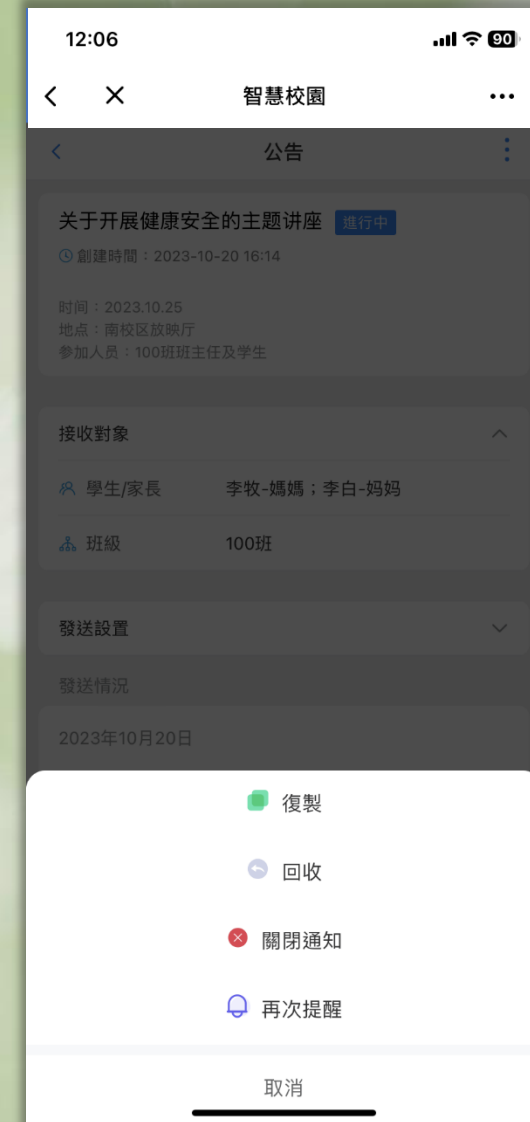 12:06
90
智慧校園
公告
关于开展健康安全的主题讲座 進行中
創建時間：2023-10-20 16:14
时间：2023.10.25
地点：南校区放映厅
参加人员：100班班主任及学生
接收對象
學生/家長 李牧-媽媽；李白-妈妈
班級 100班
發送設置
發送情況
2023年10月20日
復製
回收
關閉通知
再次提醒
取消